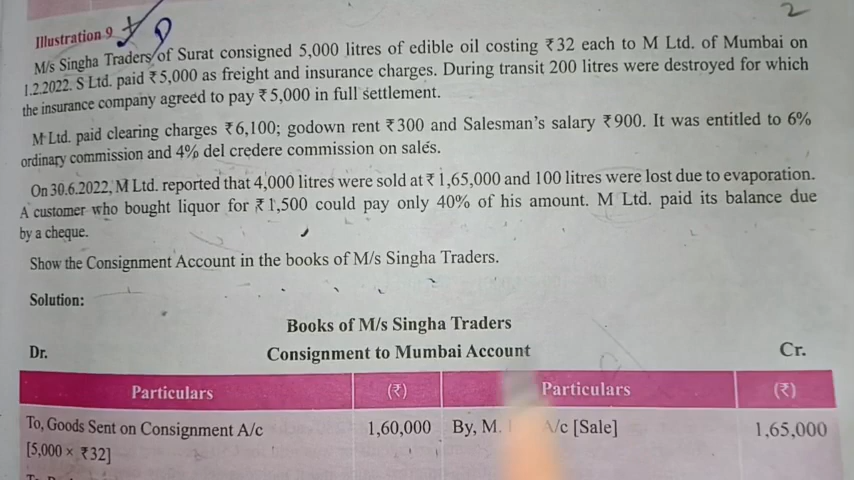 2
Illustration 9
M/s Singha Traders of Surat consigned 5,000 litres of edible oil costing ₹32 each to M Ltd. of Mumbai on
1.2.2022. S Ltd. paid ₹5,000 as freight and insurance charges. During transit 200 litres were destroyed for which
the insurance company agreed to pay ₹5,000 in full settlement.
M Ltd. paid clearing charges ₹6,100; godown rent ₹300 and Salesman's salary ₹900. It was entitled to 6%
ordinary commission and 4% del credere commission on sales.
On 30.6.2022, M Ltd. reported that 4,000 litres were sold at ₹1,65,000 and 100 litres were lost due to evaporation.
A customer who bought liquor for ₹1,500 could pay only 40% of his amount. M Ltd. paid its balance due
by a cheque.
Show the Consignment Account in the books of M/s Singha Traders.
Solution:
Books of M/s Singha Traders
Dr. Consignment to Mumbai Account Cr.
Particulars (₹) Particulars (₹)
To, Goods Sent on Consignment A/c 1,60,000 By, M. A/c [Sale] 1,65,000
[5,000 × ₹32]